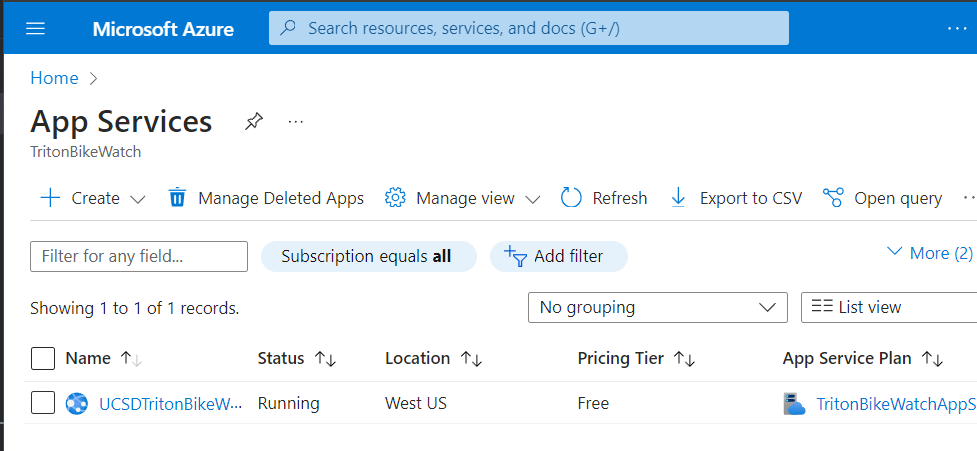 Microsoft Azure Search resources, services, and docs (G+/) ...
Home >
App Services ...
TritonBikeWatch
+ Create Manage Deleted Apps Manage view Refresh Export to CSV Open query ...
Filter for any field... Subscription equals all Add filter More (2)
Showing 1 to 1 of 1 records. No grouping List view
Name ↑↓ Status ↑↓ Location ↑↓ Pricing Tier ↑↓ App Service Plan ↑↓
UCSDTritonBikeW... Running West US Free TritonBikeWatchAppS